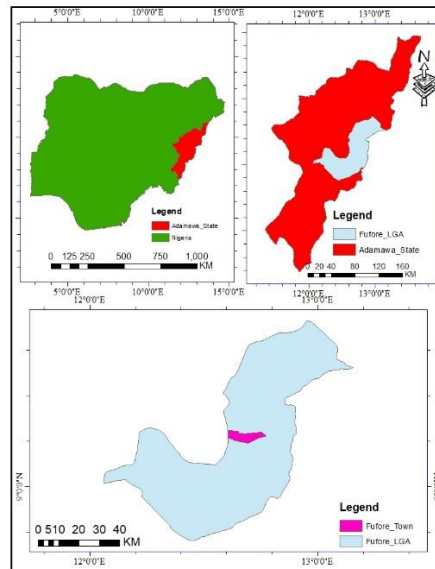 5°0'0"E 10°0'0"E 15°0'0"E
Legend
Adamawa_State
Nigeria
0 125 250 500 750 1,000
KM
5°0'0"E 10°0'0"E 15°0'0"E
12°0'0"E 13°0'0"E
N
Legend
Fufore_LGA
Adamawa_State
0 20 40 80 120 160
KM
12°0'0"E 13°0'0"E
12°0'0"E 13°0'0"E
9°0'0"N
Legend
Fufore_Town
Fufore_LGA
0 510 20 30 40
KM
12°0'0"E 13°0'0"E